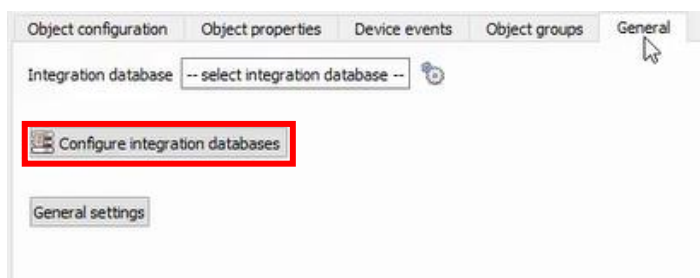 Object configuration Object properties Device events Object groups General
Integration database -- select integration database --
Configure integration databases
General settings